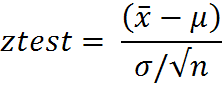 ztest = (x̄ − μ) / σ/√n